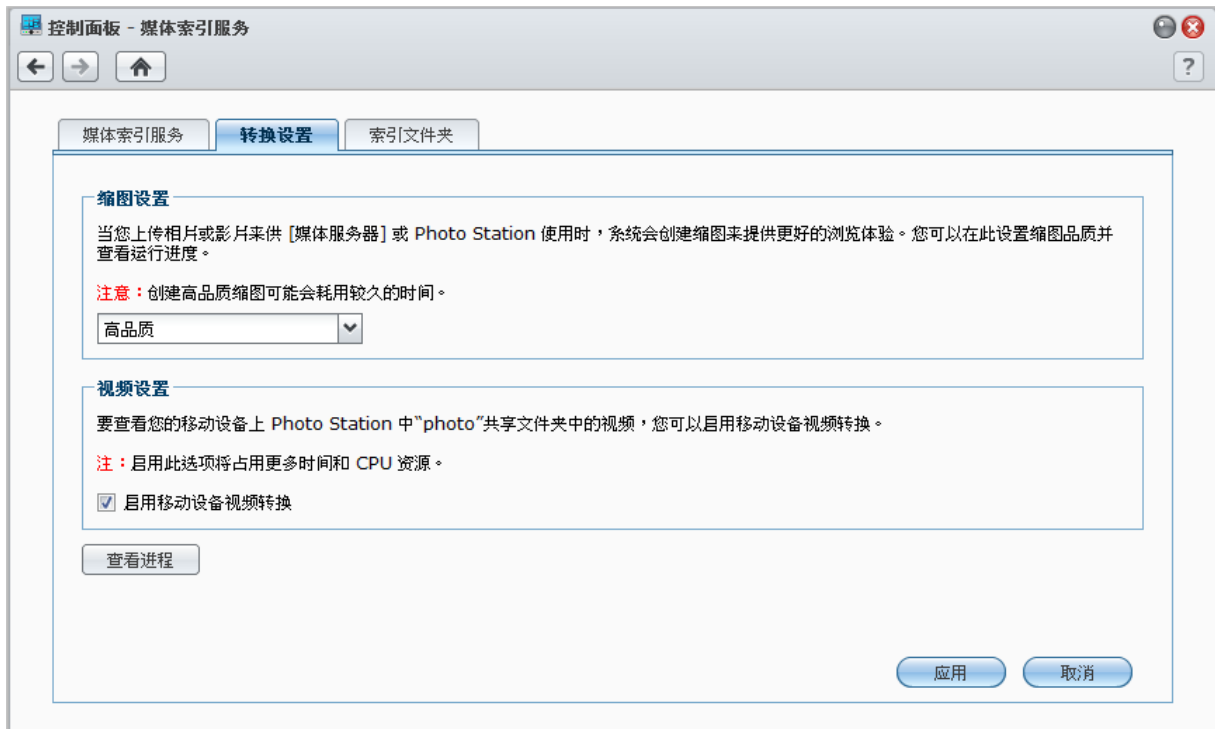 控制面板 - 媒体索引服务
?
媒体索引服务
转换设置
索引文件夹
缩图设置
当您上传相片或影片来供 [媒体服务器] 或 Photo Station 使用时，系统会创建缩图来提供更好的浏览体验。您可以在此设置缩图品质并
查看运行进度。
注意：创建高品质缩图可能会耗用较久的时间。
高品质
视频设置
要查看您的移动设备上 Photo Station 中“photo”共享文件夹中的视频，您可以启用移动设备视频转换。
注：启用此选项将占用更多时间和 CPU 资源。
启用移动设备视频转换
查看进程
应用
取消